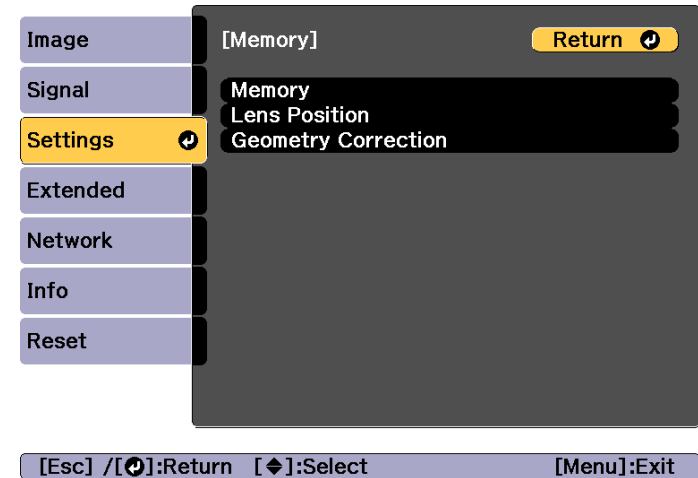 Image
Signal
Settings
Extended
Network
Info
Reset
[Memory]
Return
Memory
Lens Position
Geometry Correction
[Esc] /[⏎]:Return [◆]:Select [Menu]:Exit